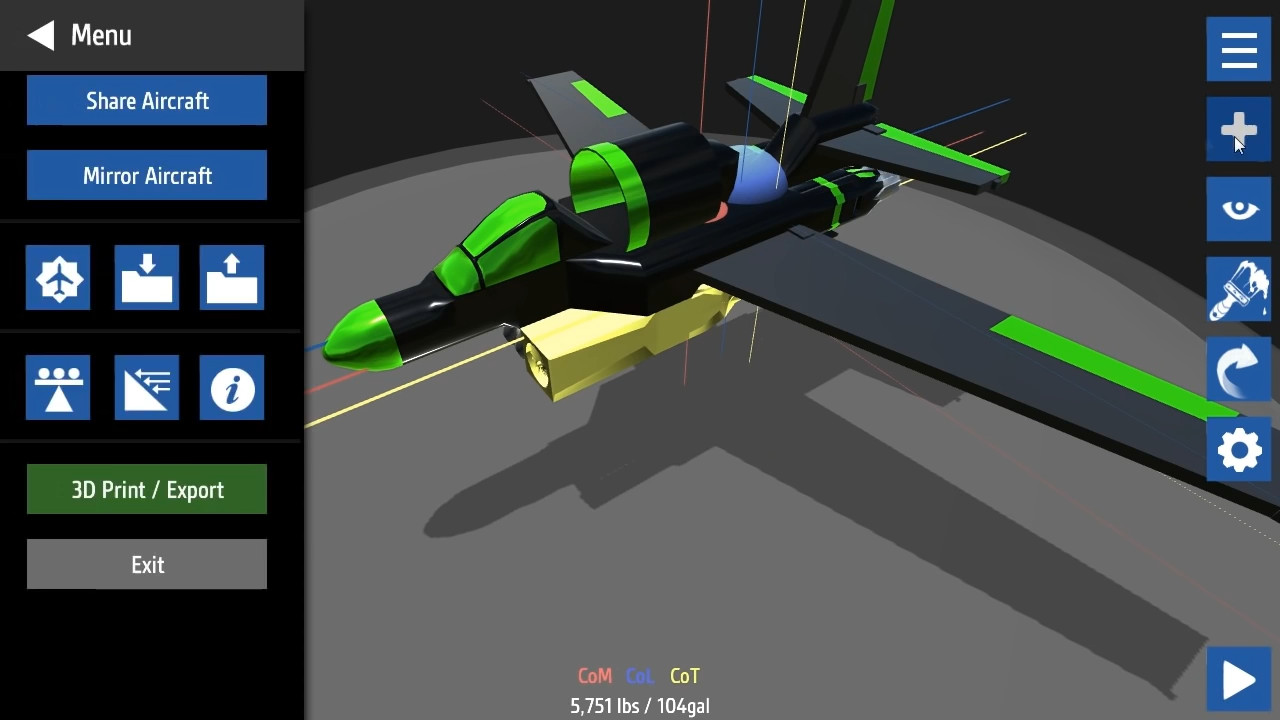 Menu
Share Aircraft
Mirror Aircraft
3D Print / Export
Exit
CoM CoL CoT
5,751 lbs / 104gal